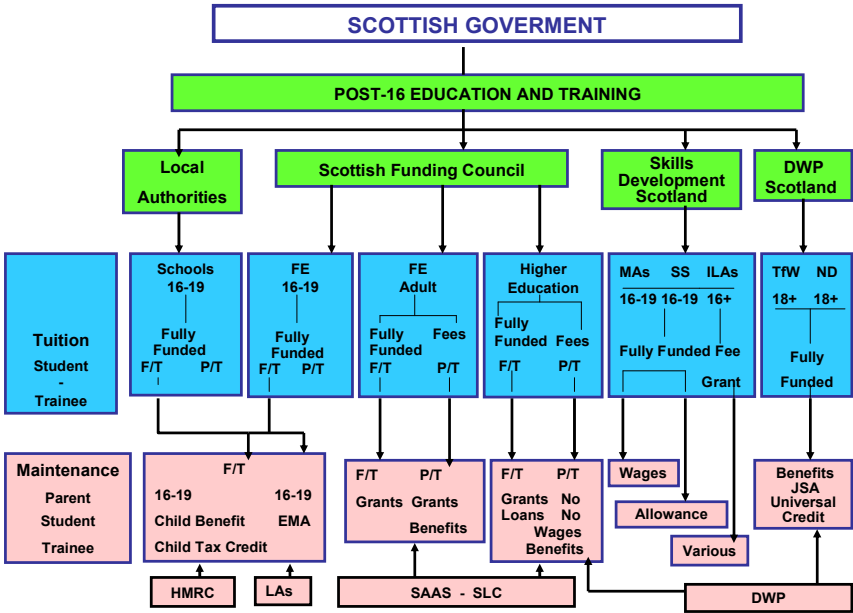 SCOTTISH GOVERMENT
POST-16 EDUCATION AND TRAINING
Local
Authorities
Scottish Funding Council
Skills
Development
Scotland
DWP
Scotland
Tuition
Student
-
Trainee
Schools
16-19
Fully
Funded
F/T P/T
FE
16-19
Fully
Funded
F/T P/T
FE
Adult
Fully Fees
Funded
F/T P/T
Higher
Education
Fully
Funded Fees
F/T P/T
MAs SS ILAs
16-19 16-19 16+
Fully Funded Fee
Grant
TfW ND
18+ 18+
Fully
Funded
Maintenance
Parent
Student
Trainee
F/T
16-19 16-19
Child Benefit EMA
Child Tax Credit
F/T P/T
Grants Grants
Benefits
F/T P/T
Grants No
Loans No
Wages
Benefits
Wages
Allowance
Various
Benefits
JSA
Universal
Credit
HMRC
LAs
SAAS - SLC
DWP